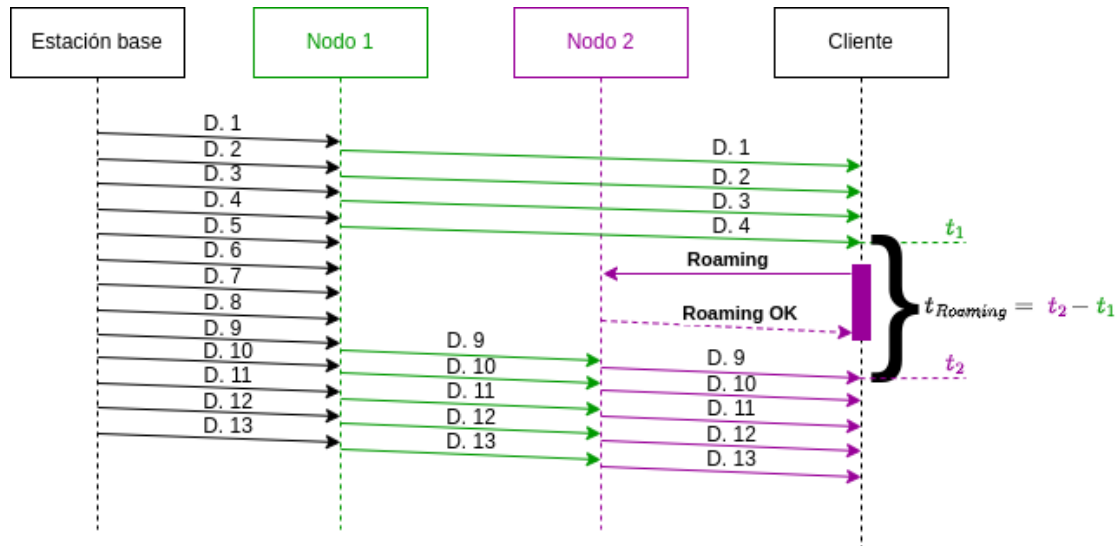 Estación base
Nodo 1
Nodo 2
Cliente
D. 1
D. 2
D. 3
D. 4
D. 5
D. 6
D. 7
D. 8
D. 9
D. 10
D. 11
D. 12
D. 13
D. 1
D. 2
D. 3
D. 4
t1
Roaming
Roaming OK
tRoaming = t2 - t1
D. 9
D. 10
D. 11
D. 12
D. 13
D. 9
D. 10
D. 11
D. 12
D. 13
t2